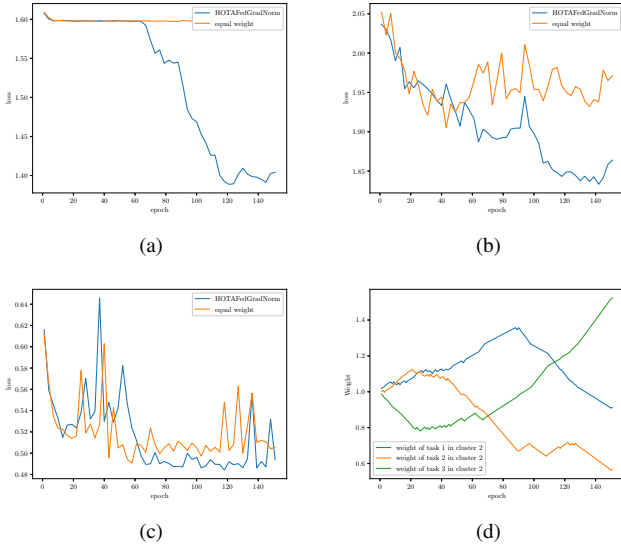 HOTAFedGradNorm
equal weight
1.60
1.55
1.50
1.45
1.40
loss
0 20 40 60 80 100 120 140
epoch
(a)
HOTAFedGradNorm
equal weight
2.05
2.00
1.95
1.90
1.85
loss
0 20 40 60 80 100 120 140
epoch
(b)
HOTAFedGradNorm
equal weight
0.64
0.62
0.60
0.58
0.56
0.54
0.52
0.50
0.48
loss
0 20 40 60 80 100 120 140
epoch
(c)
1.4
1.2
1.0
0.8
0.6
Weight
weight of task 1 in cluster 2
weight of task 2 in cluster 2
weight of task 3 in cluster 2
0 20 40 60 80 100 120 140
epoch
(d)